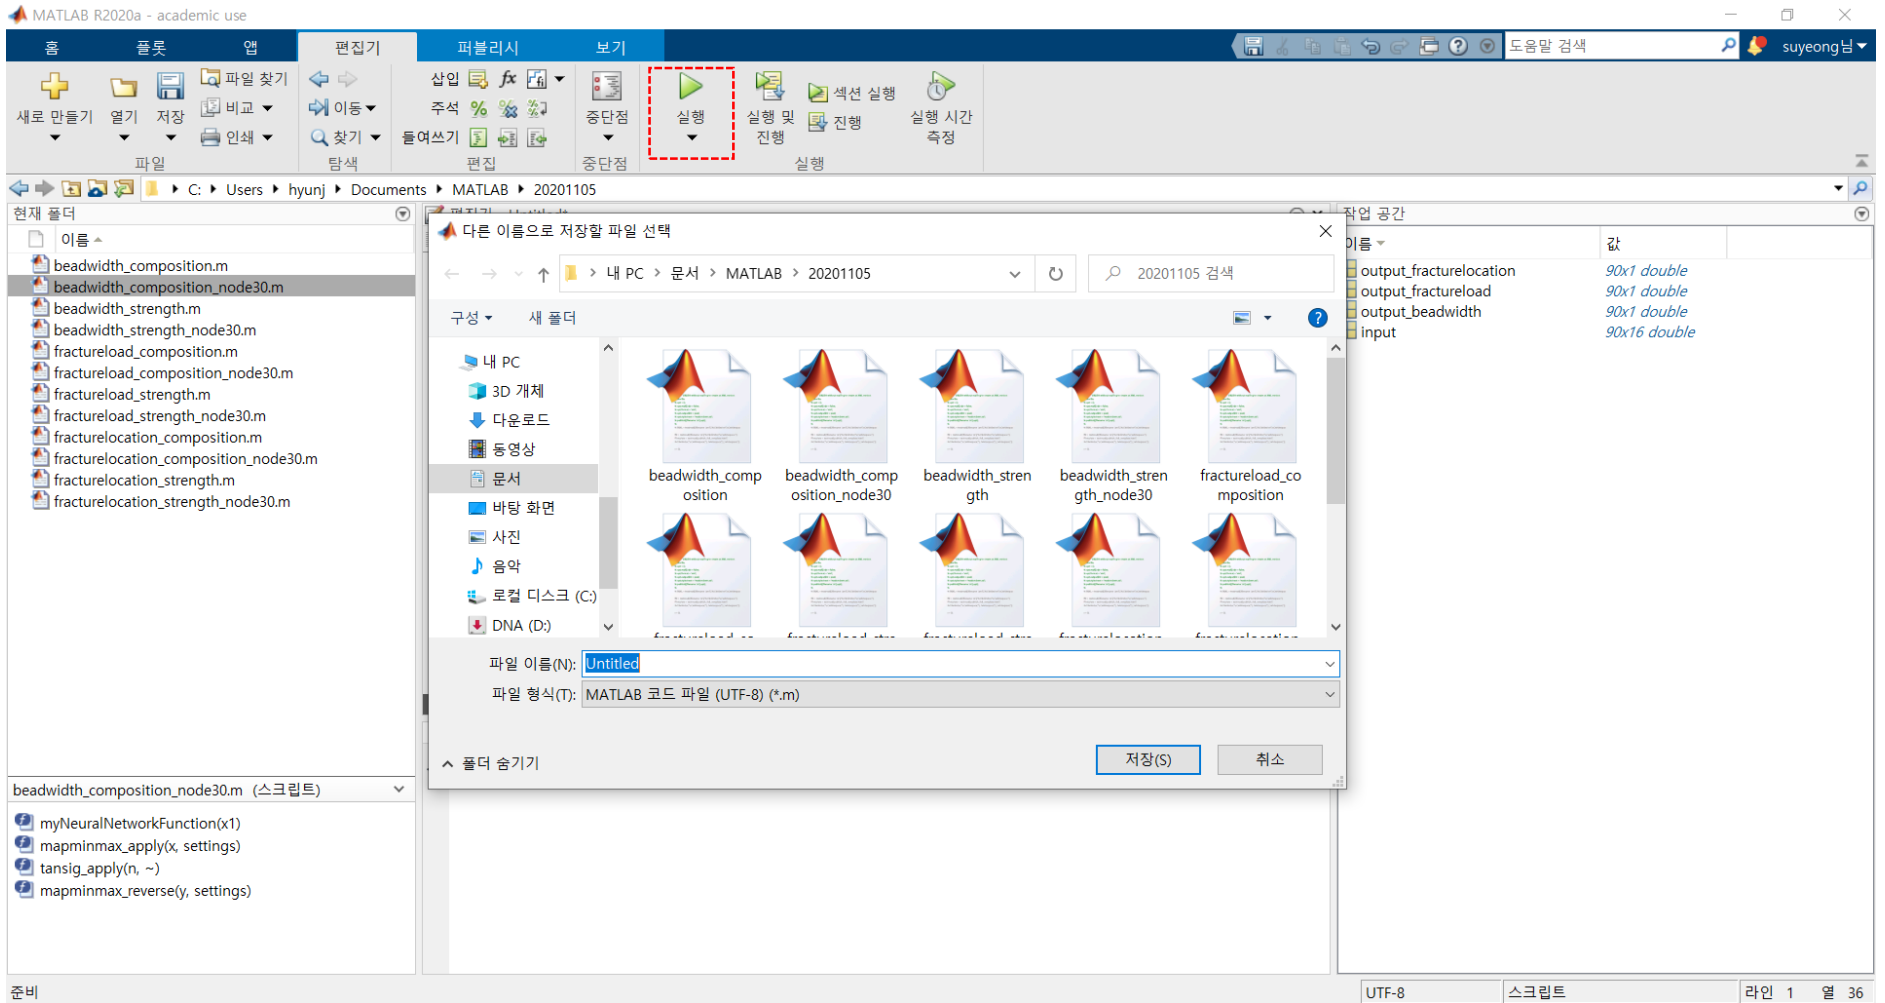 MATLAB R2020a - academic use
홈 플롯 앱 편집기 퍼블리시 보기
도움말 검색
suyeong님
새로 만들기 열기 저장
파일 찾기
비교
인쇄
파일
이동
찾기
탐색
삽입 fx fi
주석 %
들여쓰기
편집
중단점
중단점
실행
실행 및
진행
섹션 실행
진행
실행 시간
측정
실행
C: Users hyunj Documents MATLAB 20201105
현재 폴더
이름
beadwidth_composition.m
beadwidth_composition_node30.m
beadwidth_strength.m
beadwidth_strength_node30.m
fractureload_composition.m
fractureload_composition_node30.m
fractureload_strength.m
fractureload_strength_node30.m
fracturelocation_composition.m
fracturelocation_composition_node30.m
fracturelocation_strength.m
fracturelocation_strength_node30.m
beadwidth_composition_node30.m (스크립트)
myNeuralNetworkFunction(x1)
mapminmax_apply(x, settings)
tansig_apply(n, ~)
mapminmax_reverse(y, settings)
다른 이름으로 저장할 파일 선택
내 PC > 문서 > MATLAB > 20201105
20201105 검색
구성 새 폴더
내 PC
3D 개체
다운로드
동영상
문서
바탕 화면
사진
음악
로컬 디스크 (C:)
DNA (D:)
beadwidth_comp
osition
beadwidth_comp
osition_node30
beadwidth_stren
gth
beadwidth_stren
gth_node30
fractureload_co
mposition
파일 이름(N): Untitled
파일 형식(T): MATLAB 코드 파일 (UTF-8) (*.m)
폴더 숨기기
저장(S) 취소
작업 공간
이름 값
output_fracturelocation 90x1 double
output_fractureload 90x1 double
output_beadwidth 90x1 double
input 90x16 double
준비
UTF-8 스크립트 라인 1 열 36